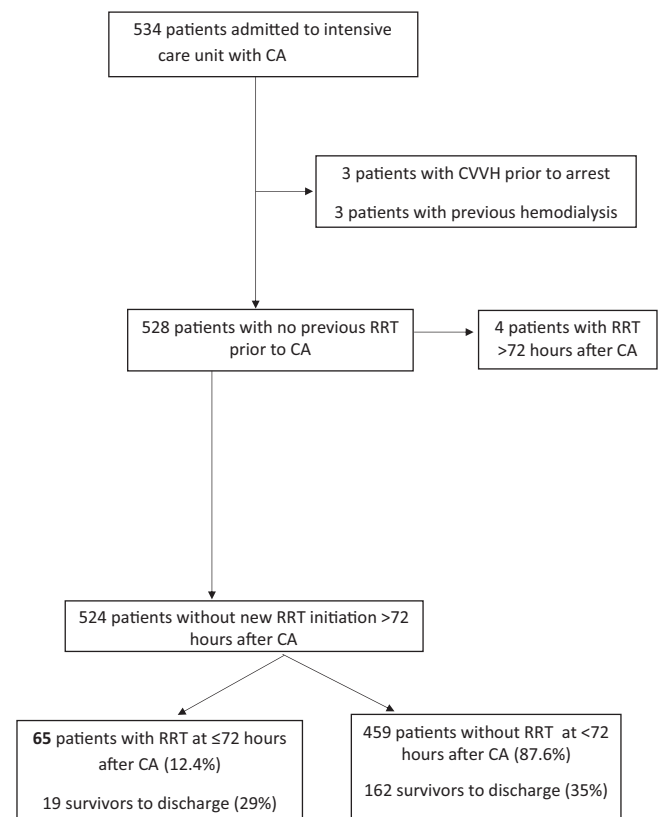 534 patients admitted to intensive
care unit with CA
3 patients with CVVH prior to arrest
3 patients with previous hemodialysis
528 patients with no previous RRT
prior to CA
4 patients with RRT
>72 hours after CA
524 patients without new RRT initiation >72
hours after CA
65 patients with RRT at ≤72 hours
after CA (12.4%)
19 survivors to discharge (29%)
459 patients without RRT at <72
hours after CA (87.6%)
162 survivors to discharge (35%)